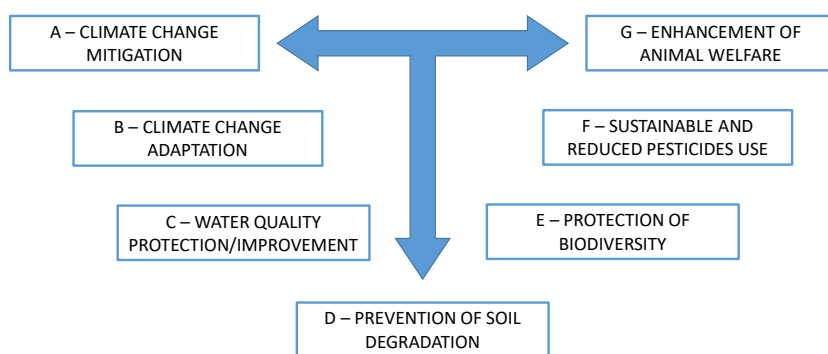 A – CLIMATE CHANGE
MITIGATION
G – ENHANCEMENT OF
ANIMAL WELFARE
B – CLIMATE CHANGE
ADAPTATION
F – SUSTAINABLE AND
REDUCED PESTICIDES USE
C – WATER QUALITY
PROTECTION/IMPROVEMENT
E – PROTECTION OF
BIODIVERSITY
D – PREVENTION OF SOIL
DEGRADATION